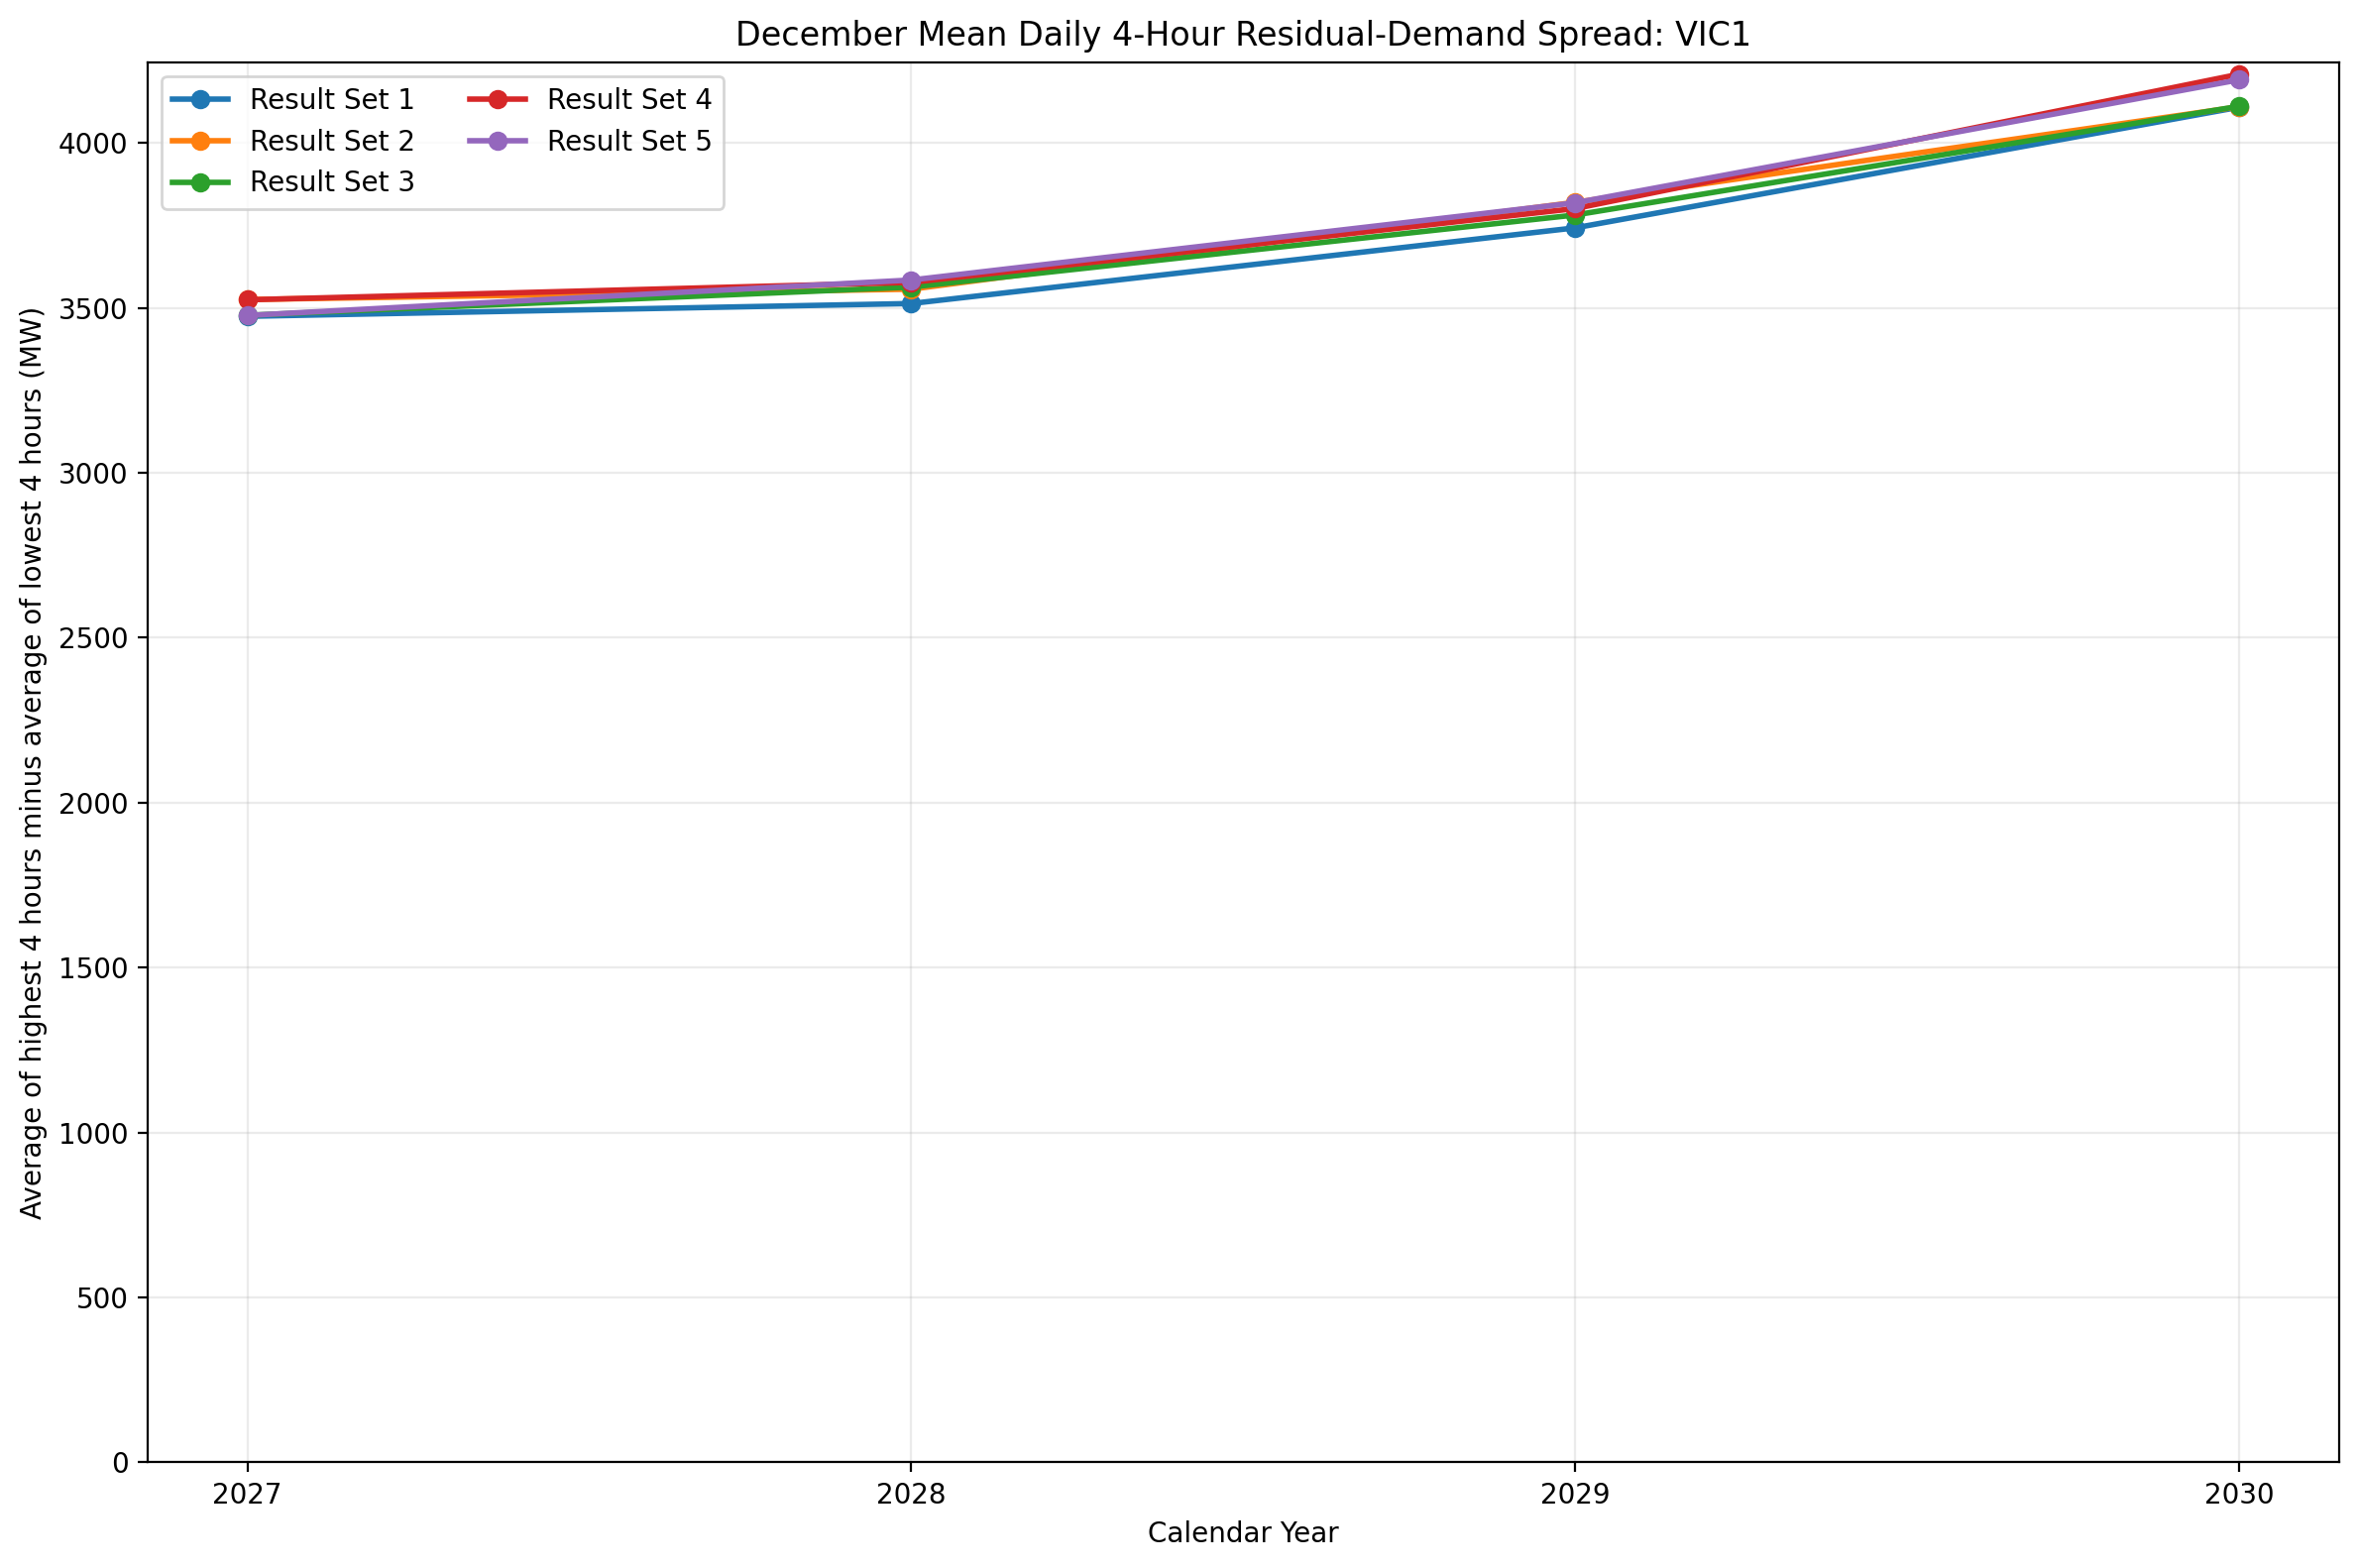 December Mean Daily 4-Hour Residual-Demand Spread: VIC1
Result Set 1
Result Set 2
Result Set 3
Result Set 4
Result Set 5
Average of highest 4 hours minus average of lowest 4 hours (MW)
4000
3500
3000
2500
2000
1500
1000
500
0
2027
2028
2029
2030
Calendar Year